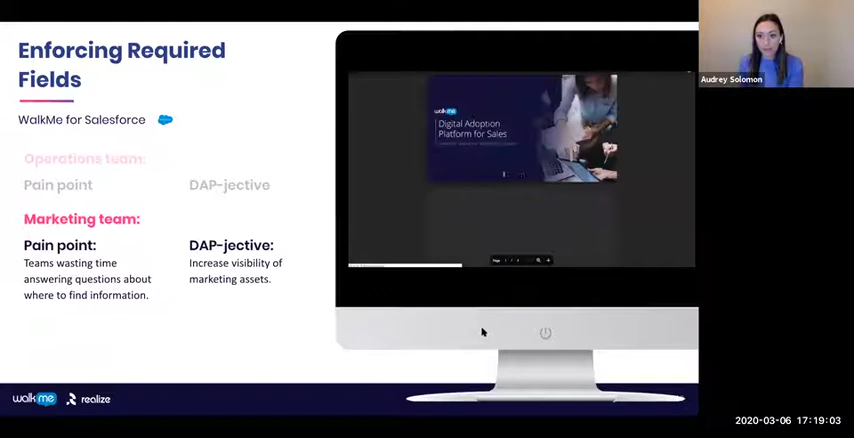 Enforcing Required
Fields
WalkMe for Salesforce
Operations team:
Pain point
DAP-jective
Marketing team:
Pain point:
Teams wasting time
answering questions about
where to find information.
DAP-jective:
Increase visibility of
marketing assets.
walkme
Digital Adoption
Platform for Sales
Page
walkme
realize
Audrey Solomon
2020-03-06 17:19:03